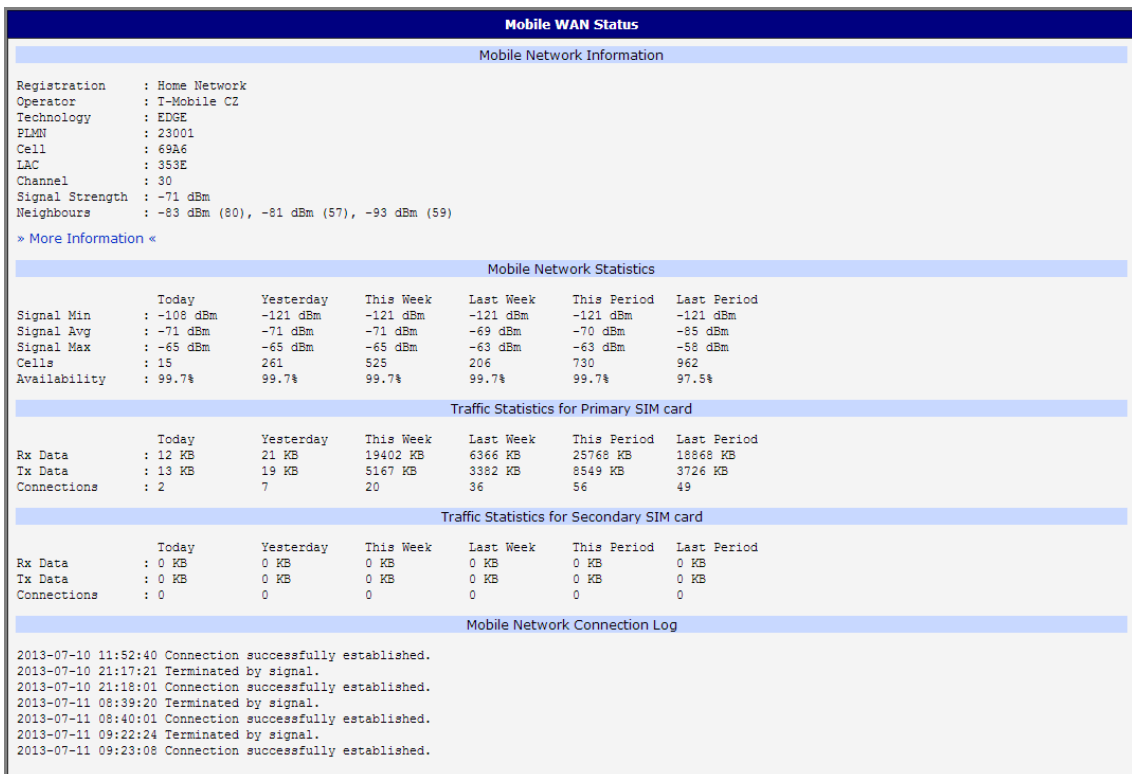 Mobile WAN Status
Mobile Network Information
Registration : Home Network
Operator : T-Mobile CZ
Technology : EDGE
PLMN : 23001
Cell : 69A6
LAC : 353E
Channel : 30
Signal Strength : -71 dBm
Neighbours : -83 dBm (80), -81 dBm (57), -93 dBm (59)
» More Information «
Mobile Network Statistics
Today Yesterday This Week Last Week This Period Last Period
Signal Min : -108 dBm -121 dBm -121 dBm -121 dBm -121 dBm -121 dBm
Signal Avg : -71 dBm -71 dBm -71 dBm -69 dBm -70 dBm -85 dBm
Signal Max : -65 dBm -65 dBm -65 dBm -63 dBm -63 dBm -58 dBm
Cells : 15 261 525 206 730 962
Availability : 99.7% 99.7% 99.7% 99.7% 99.7% 97.5%
Traffic Statistics for Primary SIM card
Today Yesterday This Week Last Week This Period Last Period
Rx Data : 12 KB 21 KB 19402 KB 6366 KB 25768 KB 18868 KB
Tx Data : 13 KB 19 KB 5167 KB 3382 KB 8549 KB 3726 KB
Connections : 2 7 20 36 56 49
Traffic Statistics for Secondary SIM card
Today Yesterday This Week Last Week This Period Last Period
Rx Data : 0 KB 0 KB 0 KB 0 KB 0 KB 0 KB
Tx Data : 0 KB 0 KB 0 KB 0 KB 0 KB 0 KB
Connections : 0 0 0 0 0 0
Mobile Network Connection Log
2013-07-10 11:52:40 Connection successfully established.
2013-07-10 21:17:21 Terminated by signal.
2013-07-10 21:18:01 Connection successfully established.
2013-07-11 08:39:20 Terminated by signal.
2013-07-11 08:40:01 Connection successfully established.
2013-07-11 09:22:24 Terminated by signal.
2013-07-11 09:23:08 Connection successfully established.